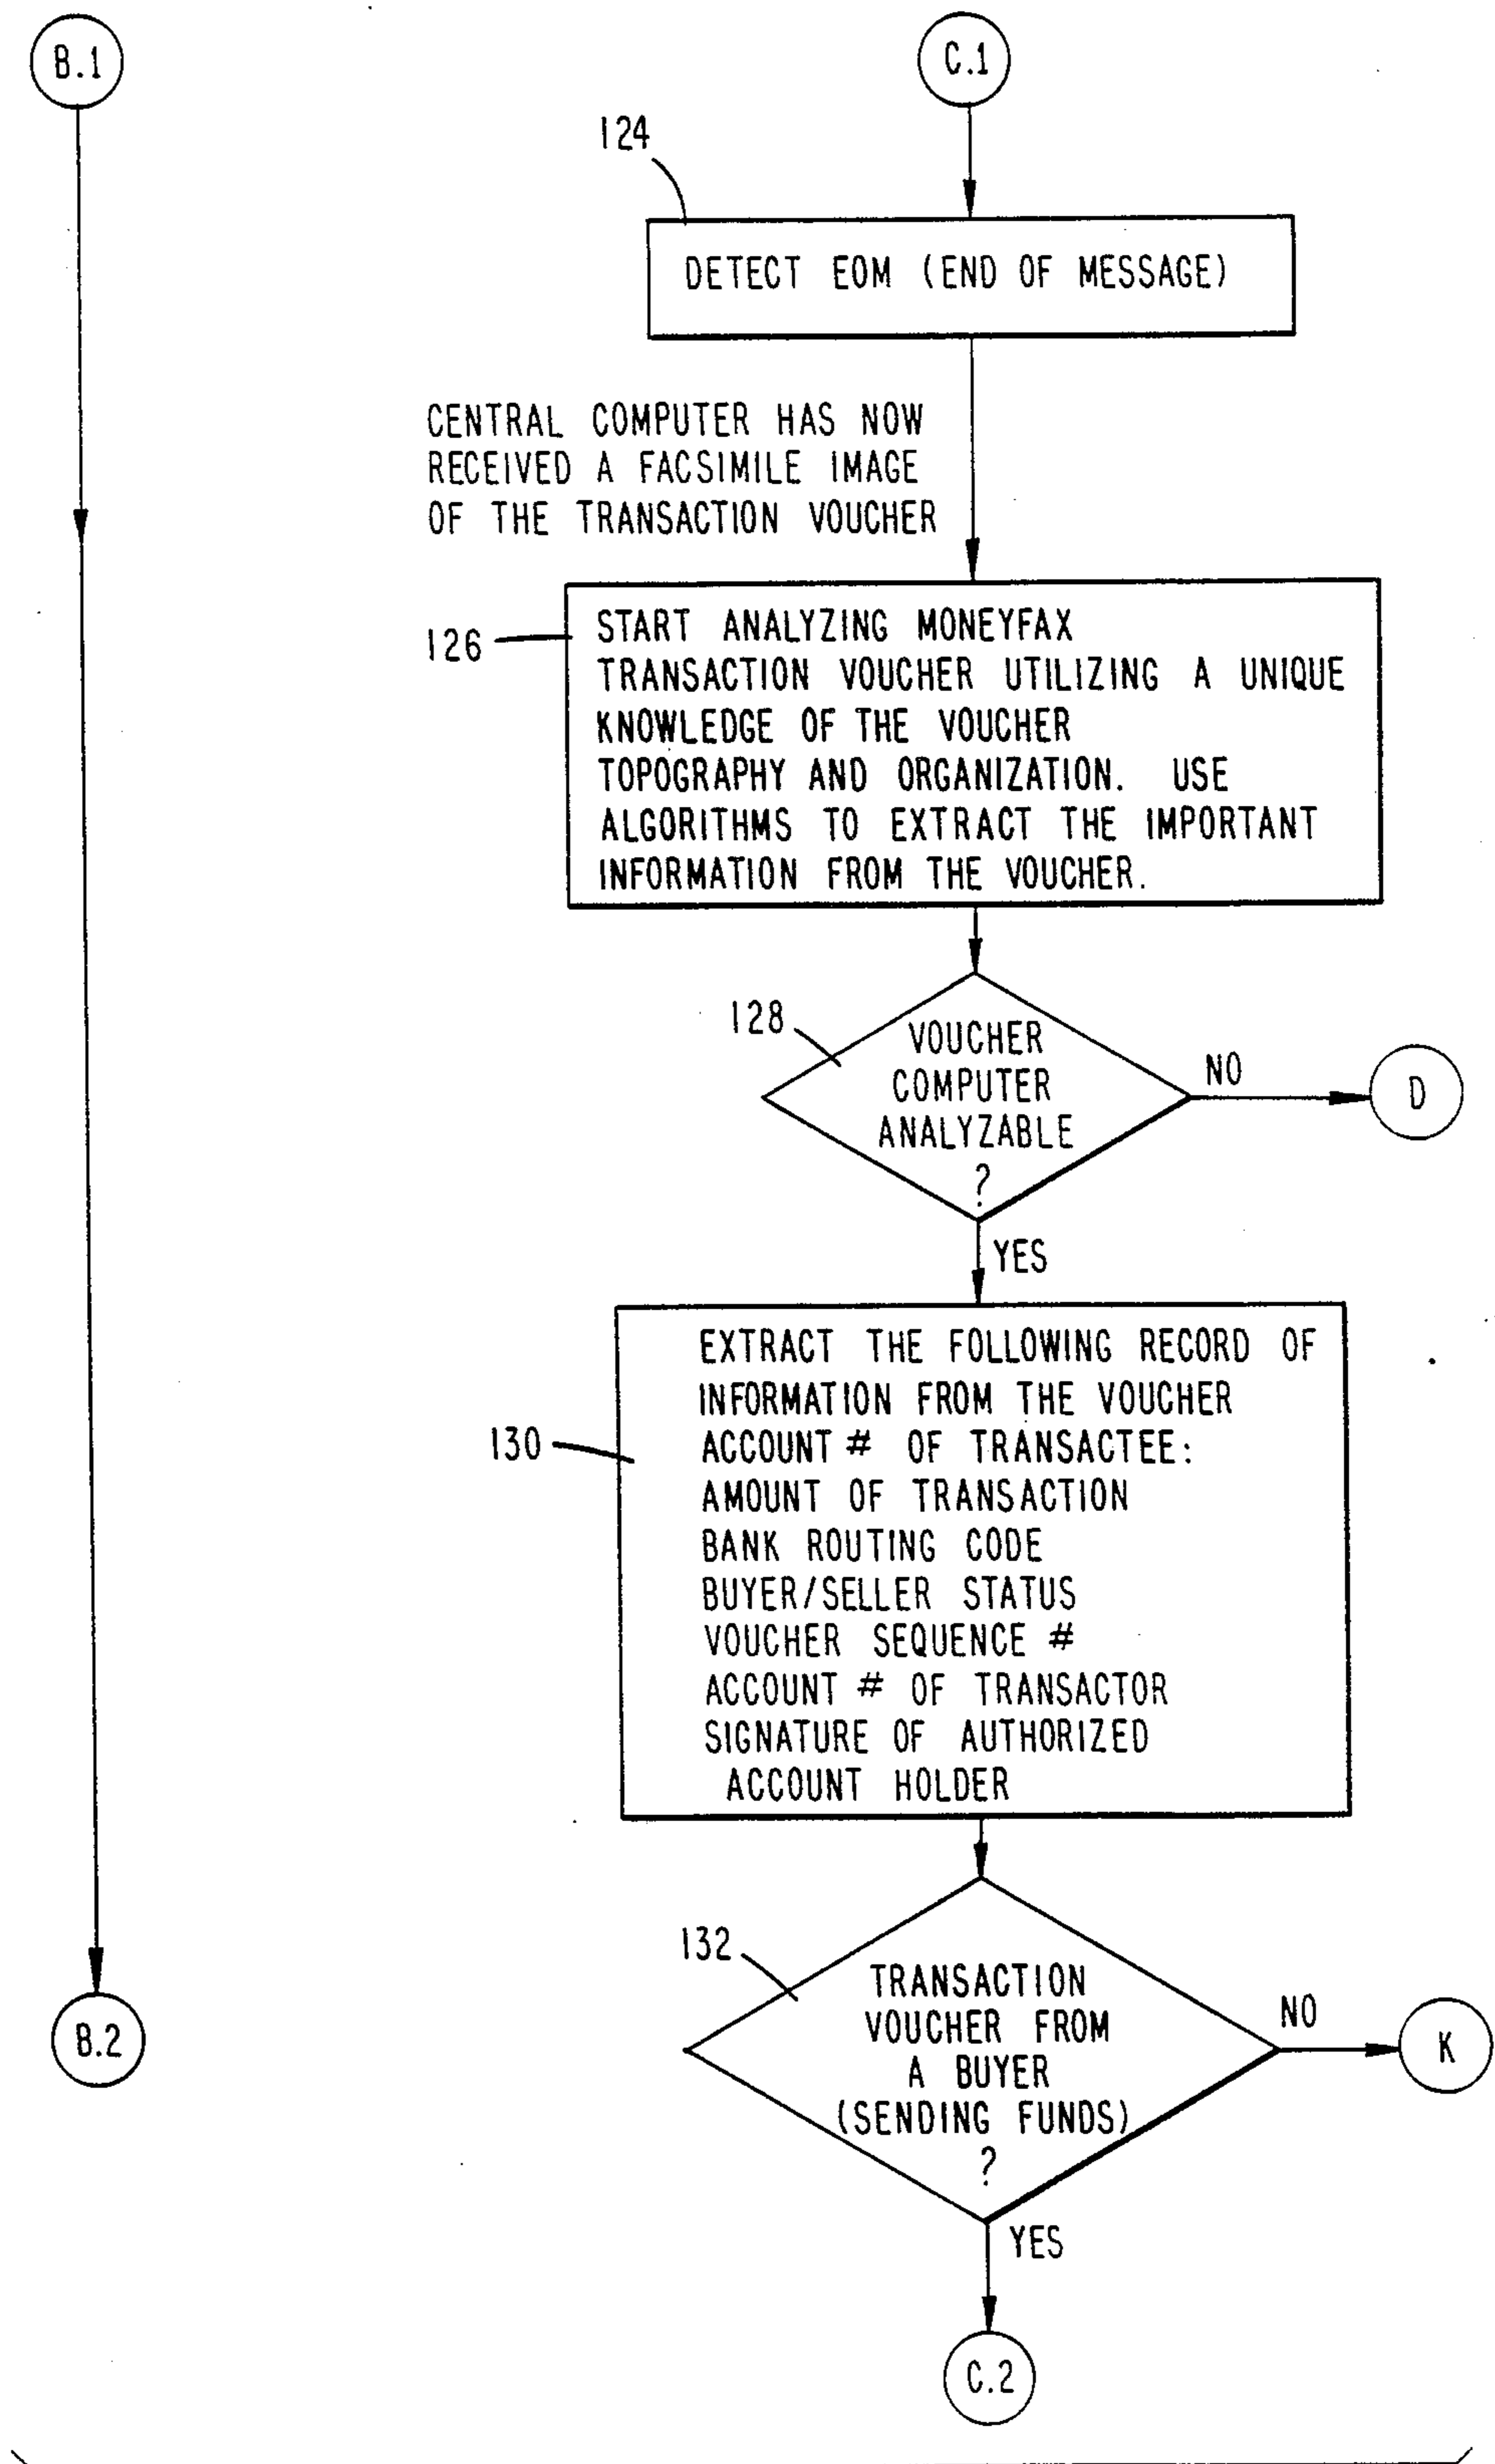 B.1
C.1
124
DETECT EOM (END OF MESSAGE)
CENTRAL COMPUTER HAS NOW
RECEIVED A FACSIMILE IMAGE
OF THE TRANSACTION VOUCHER
126
START ANALYZING MONEYFAX
TRANSACTION VOUCHER UTILIZING A UNIQUE
KNOWLEDGE OF THE VOUCHER
TOPOGRAPHY AND ORGANIZATION. USE
ALGORITHMS TO EXTRACT THE IMPORTANT
INFORMATION FROM THE VOUCHER.
128
VOUCHER
COMPUTER
ANALYZABLE
?
NO
D
YES
130
EXTRACT THE FOLLOWING RECORD OF
INFORMATION FROM THE VOUCHER
ACCOUNT # OF TRANSACTEE:
AMOUNT OF TRANSACTION
BANK ROUTING CODE
BUYER/SELLER STATUS
VOUCHER SEQUENCE #
ACCOUNT # OF TRANSACTOR
SIGNATURE OF AUTHORIZED
ACCOUNT HOLDER
132
TRANSACTION
VOUCHER FROM
A BUYER
(SENDING FUNDS)
?
NO
K
B.2
YES
C.2